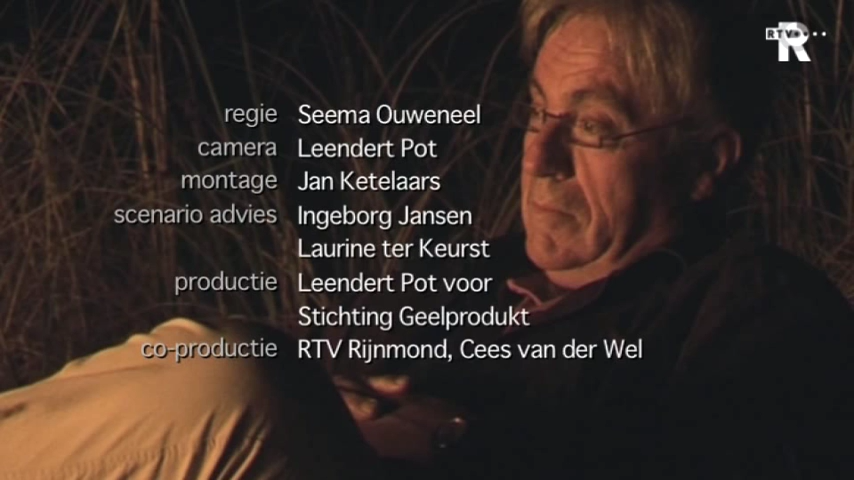 RTV R
regie Seema Ouweneel
camera Leendert Pot
montage Jan Ketelaars
scenario advies Ingeborg Jansen
Laurine ter Keurst
productie Leendert Pot voor
Stichting Geelprodukt
co-productie RTV Rijnmond, Cees van der Wel